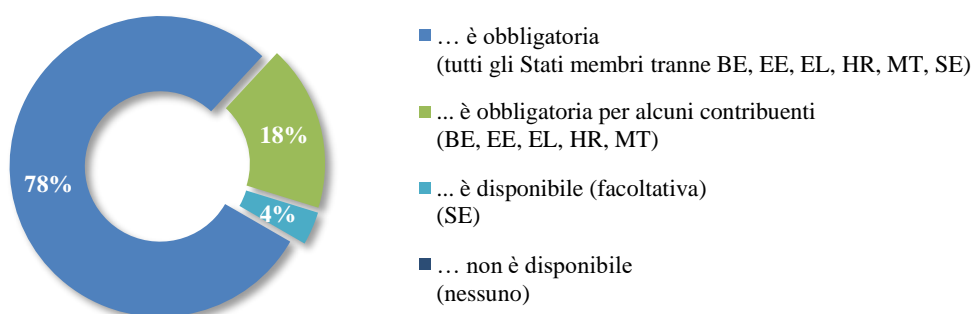 … è obbligatoria
(tutti gli Stati membri tranne BE, EE, EL, HR, MT, SE)
... è obbligatoria per alcuni contribuenti
(BE, EE, EL, HR, MT)
... è disponibile (facoltativa)
(SE)
… non è disponibile
(nessuno)
18%
78%
4%